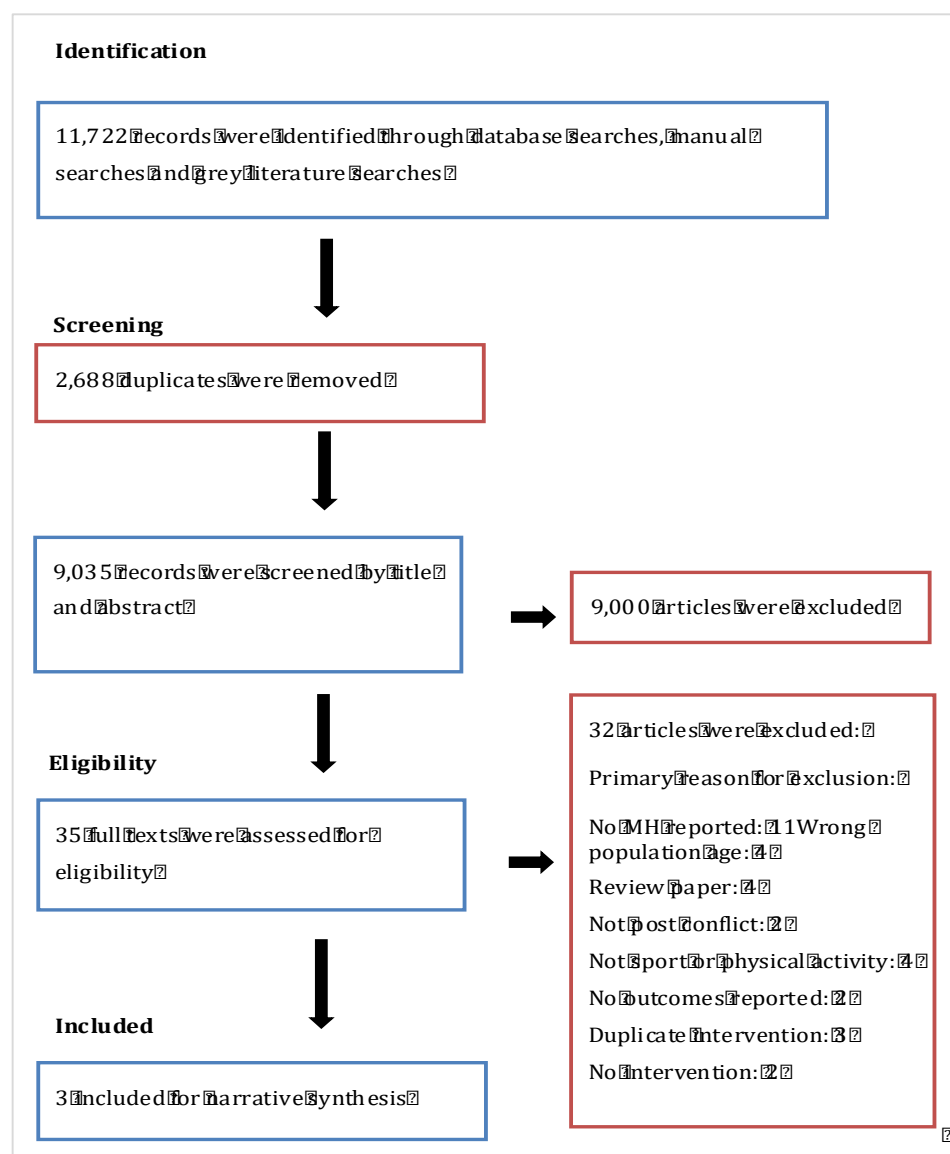 Identification
11,722 records were identified through database searches, manual
searches and grey literature searches
Screening
2,688 duplicates were removed
9,035 records were screened by title
and abstract
9,000 articles were excluded
Eligibility
35 full texts were assessed for
eligibility
32 articles were excluded:
Primary reason for exclusion:
No MH reported: 11Wrong
population age: 4
Review paper: 4
Not post conflict: 2
Not sport or physical activity: 4
No outcomes reported: 2
Duplicate intervention: 3
No intervention: 2
Included
3 included for narrative synthesis